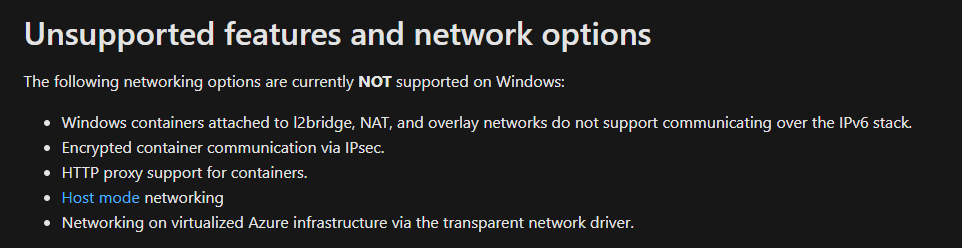 Unsupported features and network options
The following networking options are currently NOT supported on Windows:
• Windows containers attached to l2bridge, NAT, and overlay networks do not support communicating over the IPv6 stack.
• Encrypted container communication via IPsec.
• HTTP proxy support for containers.
• Host mode networking
• Networking on virtualized Azure infrastructure via the transparent network driver.